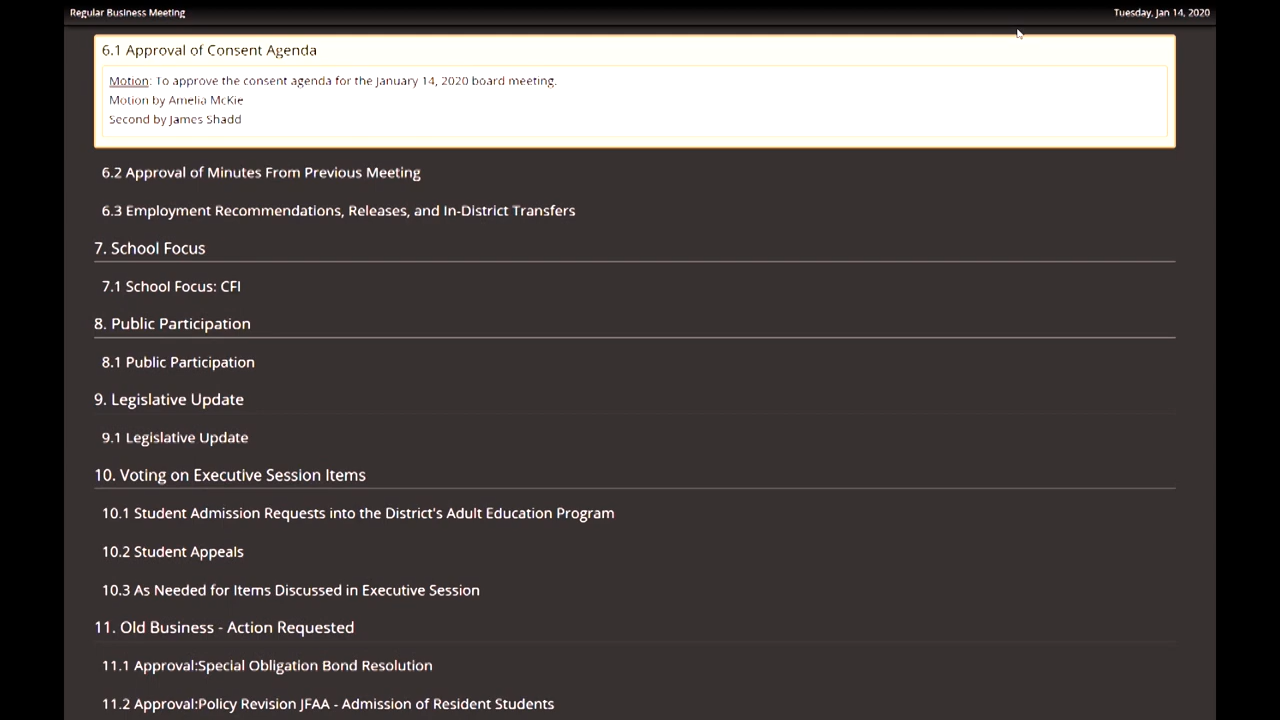 Regular Business Meeting
Tuesday, Jan 14, 2020
6.1 Approval of Consent Agenda
Motion: To approve the consent agenda for the January 14, 2020 board meeting.
Motion by Amelia McKie
Second by James Shadd
6.2 Approval of Minutes From Previous Meeting
6.3 Employment Recommendations, Releases, and In-District Transfers
7. School Focus
7.1 School Focus: CFI
8. Public Participation
8.1 Public Participation
9. Legislative Update
9.1 Legislative Update
10. Voting on Executive Session Items
10.1 Student Admission Requests into the District's Adult Education Program
10.2 Student Appeals
10.3 As Needed for Items Discussed in Executive Session
11. Old Business - Action Requested
11.1 Approval:Special Obligation Bond Resolution
11.2 Approval:Policy Revision JFAA - Admission of Resident Students